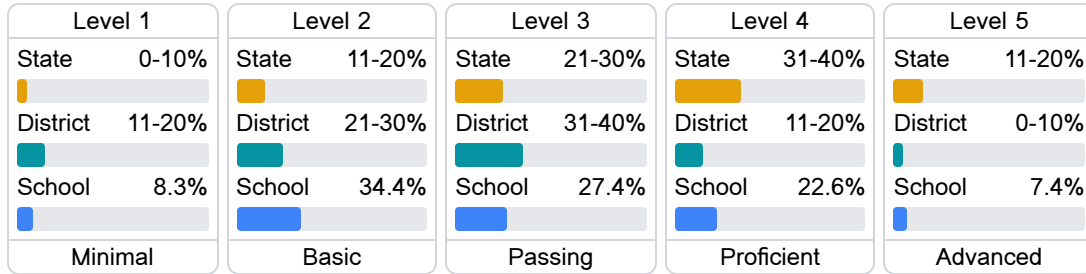 Level 1
State 0-10%
District 11-20%
School 8.3%
Minimal
Level 2
State 11-20%
District 21-30%
School 34.4%
Basic
Level 3
State 21-30%
District 31-40%
School 27.4%
Passing
Level 4
State 31-40%
District 11-20%
School 22.6%
Proficient
Level 5
State 11-20%
District 0-10%
School 7.4%
Advanced